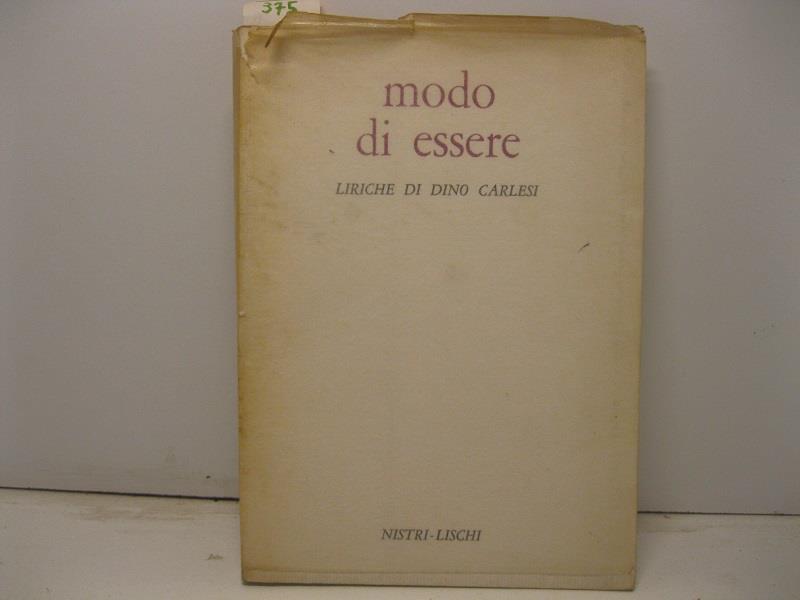 375
modo
di essere
LIRICHE DI DINO CARLESI
NISTRI-LISCHI